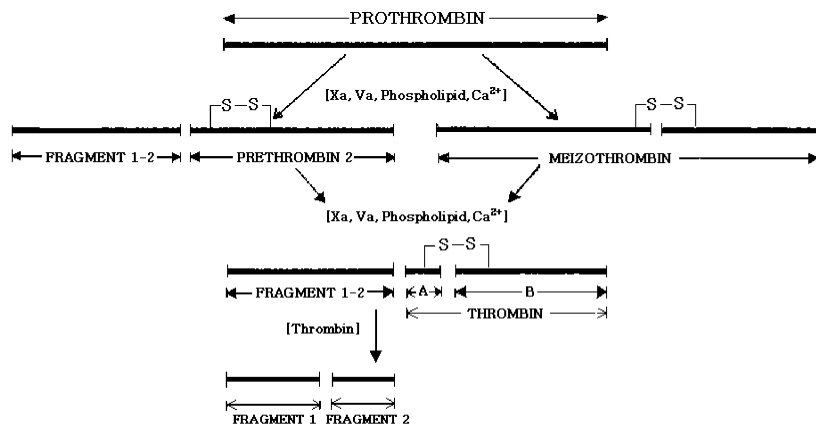 PROTHROMBIN
[Xa, Va, Phospholipid, Ca²⁺]
S–S
S–S
FRAGMENT 1-2
PRETHROMBIN 2
MEIZOTHROMBIN
[Xa, Va, Phospholipid, Ca²⁺]
S–S
FRAGMENT 1-2
A
B
THROMBIN
[Thrombin]
FRAGMENT 1
FRAGMENT 2